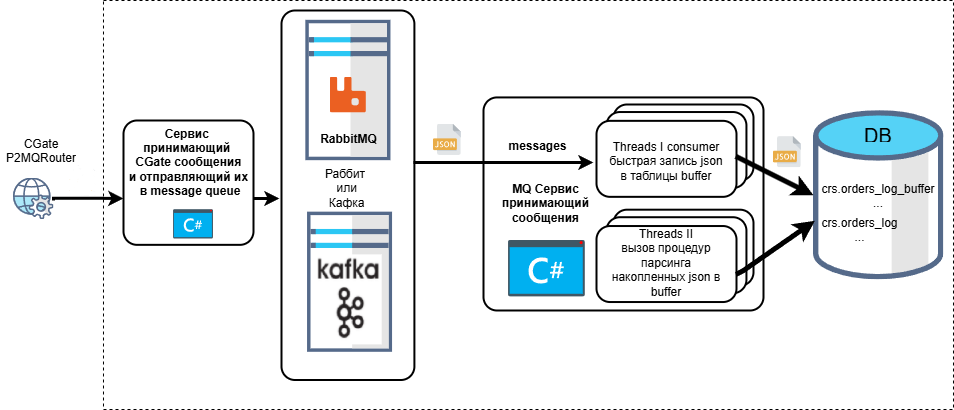 CGate
P2MQRouter
Сервис
принимающий
CGate сообщения
и отправляющий их
в message queue
C#
RabbitMQ
Раббит
или
Кафка
kafka
JSON
messages
MQ Сервис
принимающий
сообщения
C#
Threads I consumer
быстрая запись json
в таблицы buffer
Threads II
вызов процедур
парсинга
накопленных json в
buffer
JSON
DB
crs.orders_log_buffer
...
crs.orders_log
...